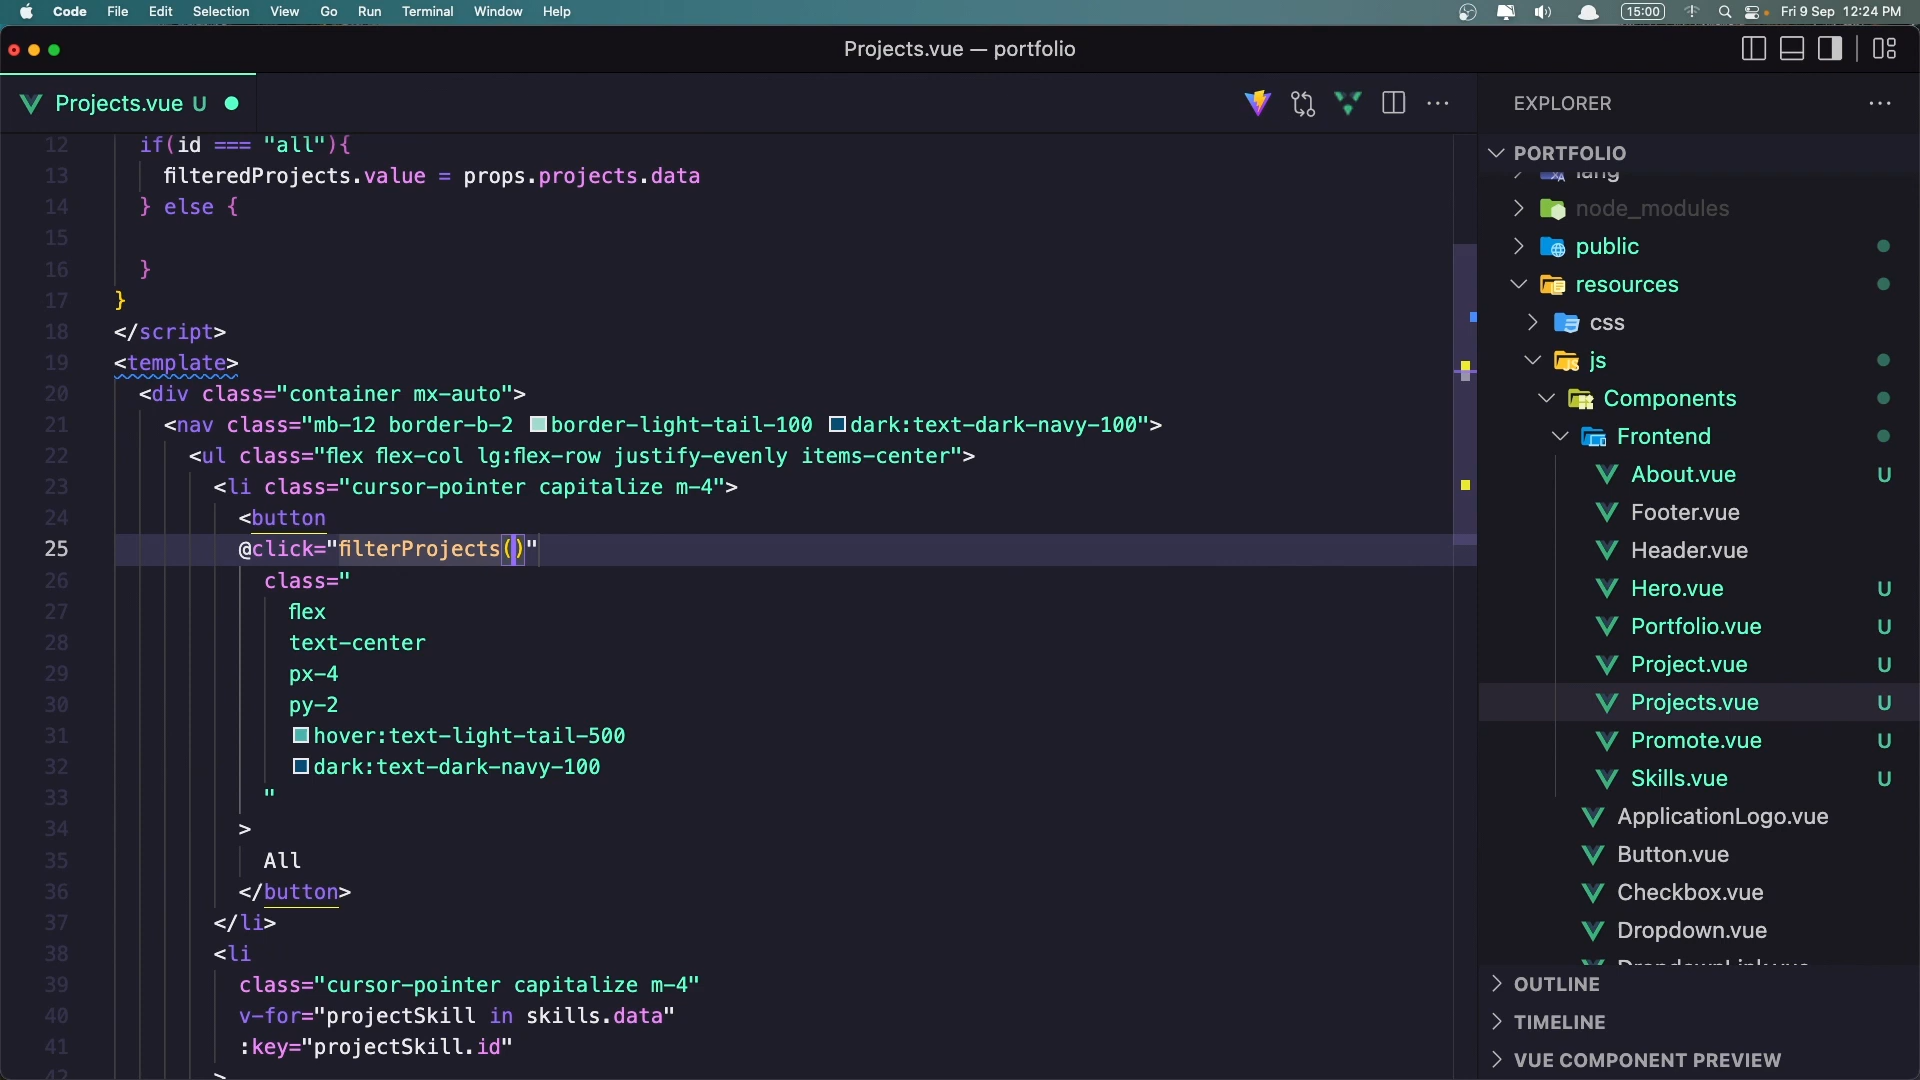 Code File Edit Selection View Go Run Terminal Window Help 15:00 Fri 9 Sep 12:24 PM
Projects.vue — portfolio
Projects.vue U
12 if(id === "all"){
13 filteredProjects.value = props.projects.data
14 } else {
15
16 }
17 }
18 </script>
19 <template>
20 <div class="container mx-auto">
21 <nav class="mb-12 border-b-2 border-light-tail-100 dark:text-dark-navy-100">
22 <ul class="flex flex-col lg:flex-row justify-evenly items-center">
23 <li class="cursor-pointer capitalize m-4">
24 <button
25 @click="filterProjects()"
26 class="
27 flex
28 text-center
29 px-4
30 py-2
31 hover:text-light-tail-500
32 dark:text-dark-navy-100
33 "
34 >
35 All
36 </button>
37 </li>
38 <li
39 class="cursor-pointer capitalize m-4"
40 v-for="projectSkill in skills.data"
41 :key="projectSkill.id"
42 >
EXPLORER
PORTFOLIO
lang
node_modules
public
resources
css
js
Components
Frontend
About.vue U
Footer.vue
Header.vue
Hero.vue U
Portfolio.vue U
Project.vue U
Projects.vue U
Promote.vue U
Skills.vue U
ApplicationLogo.vue
Button.vue
Checkbox.vue
Dropdown.vue
DropdownLink.vue
OUTLINE
TIMELINE
VUE COMPONENT PREVIEW